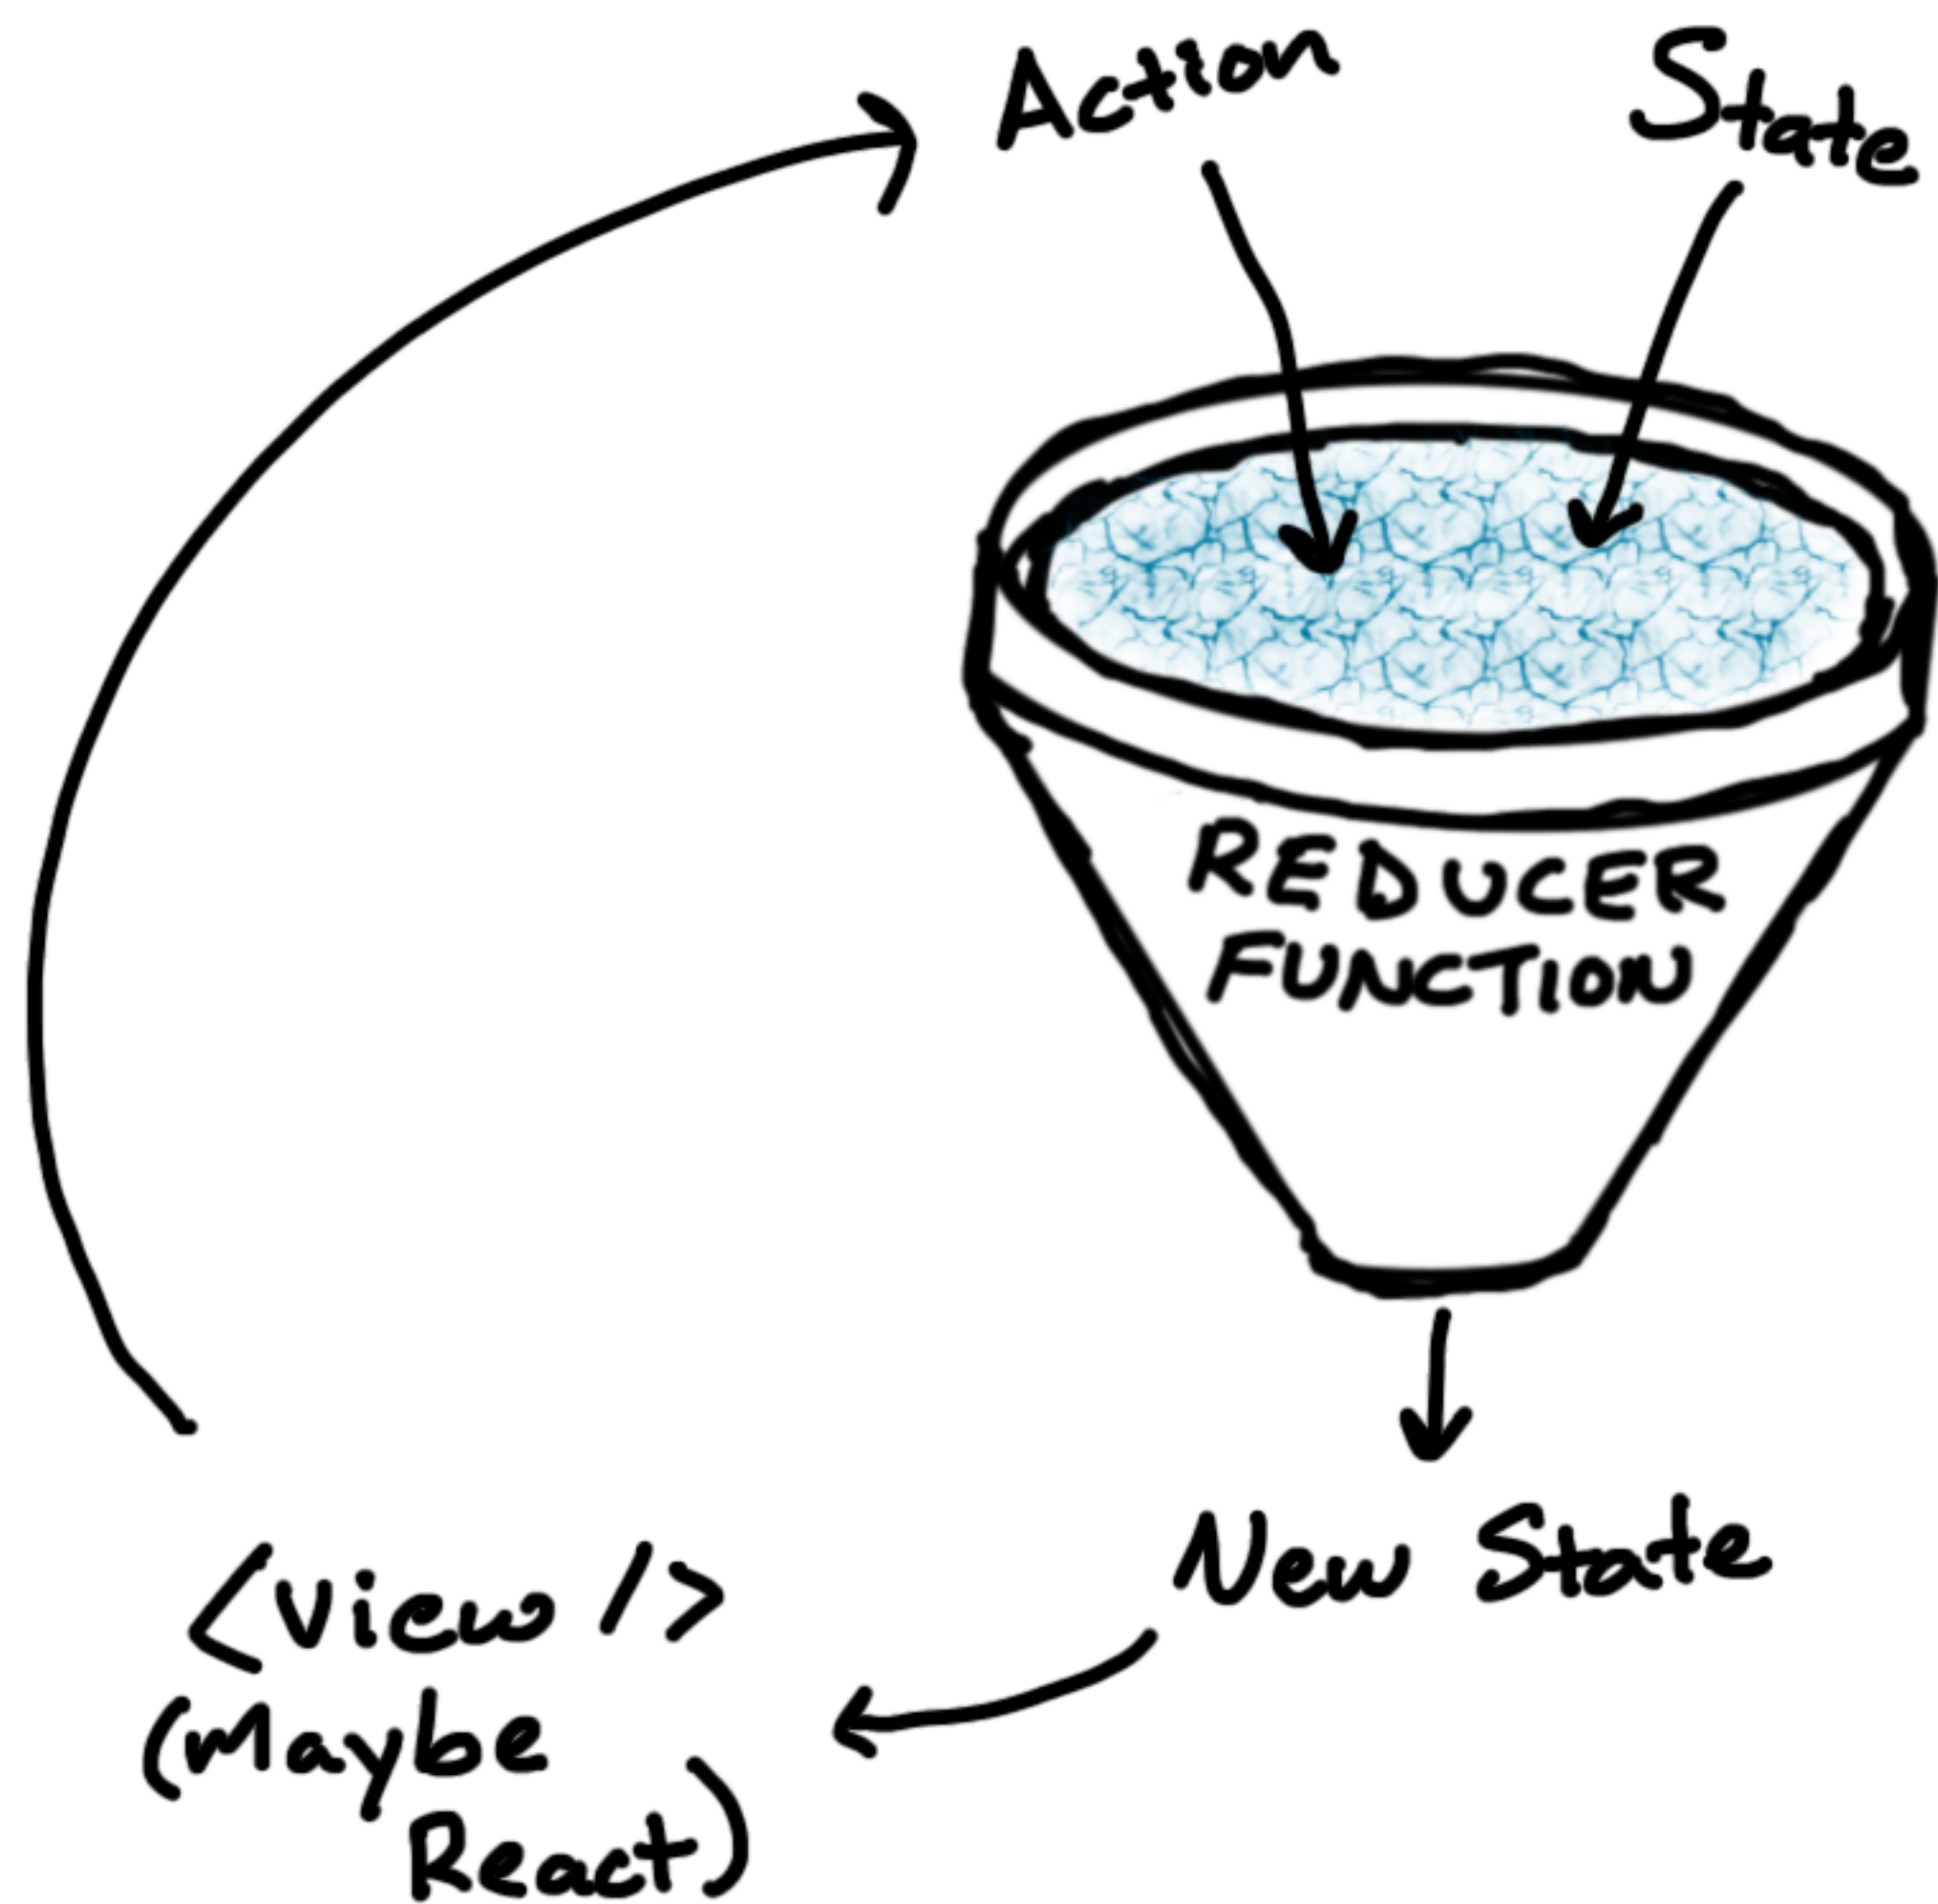 Action
State
REDUCER
FUNCTION
New State
<View />
(Maybe
React)